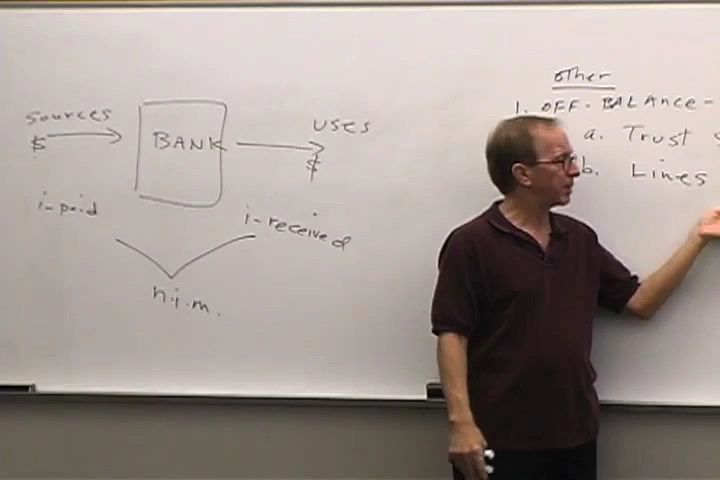 sources
$
BANK
uses
$
i-paid
i-received
n.i.m.
other
1. OFF-BALANCE-
a. Trust
b. Lines